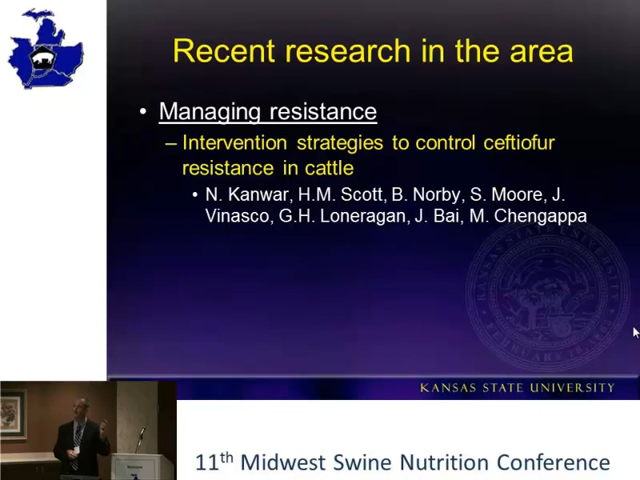 Recent research in the area
• Managing resistance
– Intervention strategies to control ceftiofur
resistance in cattle
• N. Kanwar, H.M. Scott, B. Norby, S. Moore, J.
Vinasco, G.H. Loneragan, J. Bai, M. Chengappa
KANSAS STATE UNIVERSITY
11th Midwest Swine Nutrition Conference